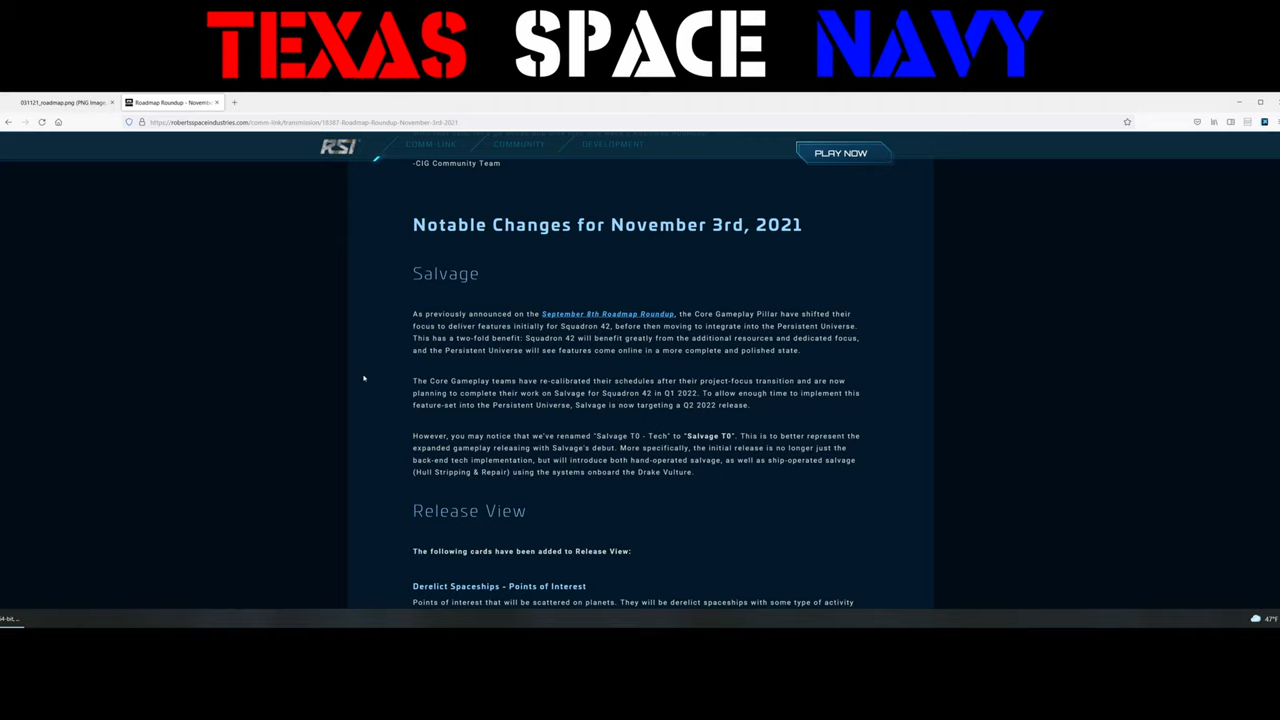 TEXAS SPACE NAVY
031121_roadmap.png (PNG Image,
Roadmap Roundup - Novembe
https://robertsspaceindustries.com/comm-link/transmission/18387-Roadmap-Roundup-November-3rd-2021
RSI COMM-LINK COMMUNITY DEVELOPMENT PLAY NOW
-CIG Community Team
Notable Changes for November 3rd, 2021
Salvage
As previously announced on the September 8th Roadmap Roundup, the Core Gameplay Pillar have shifted their
focus to deliver features initially for Squadron 42, before then moving to integrate into the Persistent Universe.
This has a two-fold benefit: Squadron 42 will benefit greatly from the additional resources and dedicated focus,
and the Persistent Universe will see features come online in a more complete and polished state.
The Core Gameplay teams have re-calibrated their schedules after their project-focus transition and are now
planning to complete their work on Salvage for Squadron 42 in Q1 2022. To allow enough time to implement this
feature-set into the Persistent Universe, Salvage is now targeting a Q2 2022 release.
However, you may notice that we've renamed "Salvage T0 - Tech" to "Salvage T0". This is to better represent the
expanded gameplay releasing with Salvage's debut. More specifically, the initial release is no longer just the
back-end tech implementation, but will introduce both hand-operated salvage, as well as ship-operated salvage
(Hull Stripping & Repair) using the systems onboard the Drake Vulture.
Release View
The following cards have been added to Release View:
Derelict Spaceships - Points of Interest
Points of interest that will be scattered on planets. They will be derelict spaceships with some type of activity
4-bit, ...
47°F